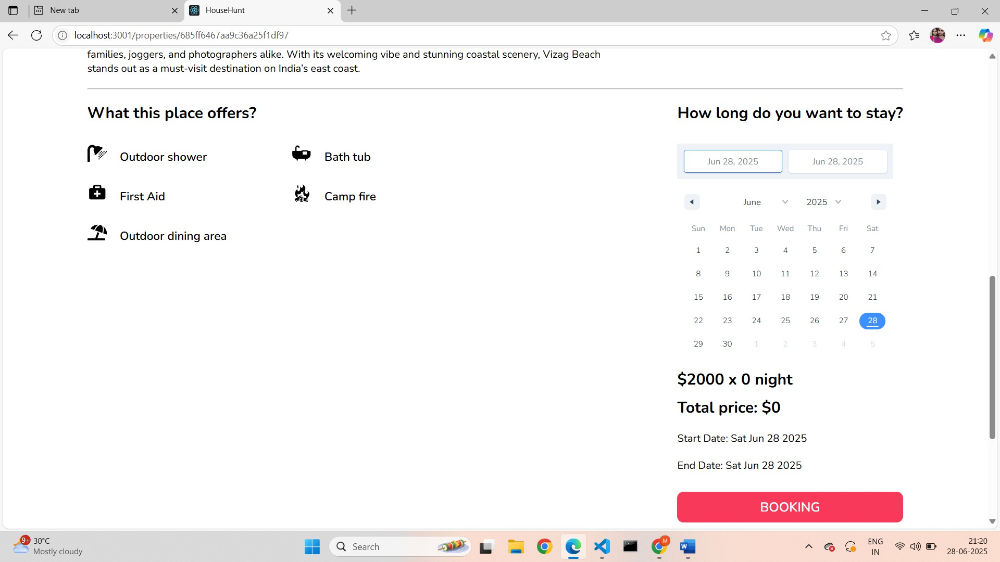 New tab
HouseHunt
localhost:3001/properties/685ff6467aa9c36a25f1df97
families, joggers, and photographers alike. With its welcoming vibe and stunning coastal scenery, Vizag Beach
stands out as a must-visit destination on India’s east coast.
What this place offers?
Outdoor shower
Bath tub
First Aid
Camp fire
Outdoor dining area
How long do you want to stay?
Jun 28, 2025 Jun 28, 2025
June 2025
Sun Mon Tue Wed Thu Fri Sat
1 2 3 4 5 6 7
8 9 10 11 12 13 14
15 16 17 18 19 20 21
22 23 24 25 26 27 28
29 30 1 2 3 4 5
$2000 x 0 night
Total price: $0
Start Date: Sat Jun 28 2025
End Date: Sat Jun 28 2025
BOOKING
9+
30°C
Mostly cloudy
Search
M
W
ENG
IN
21:20
28-06-2025